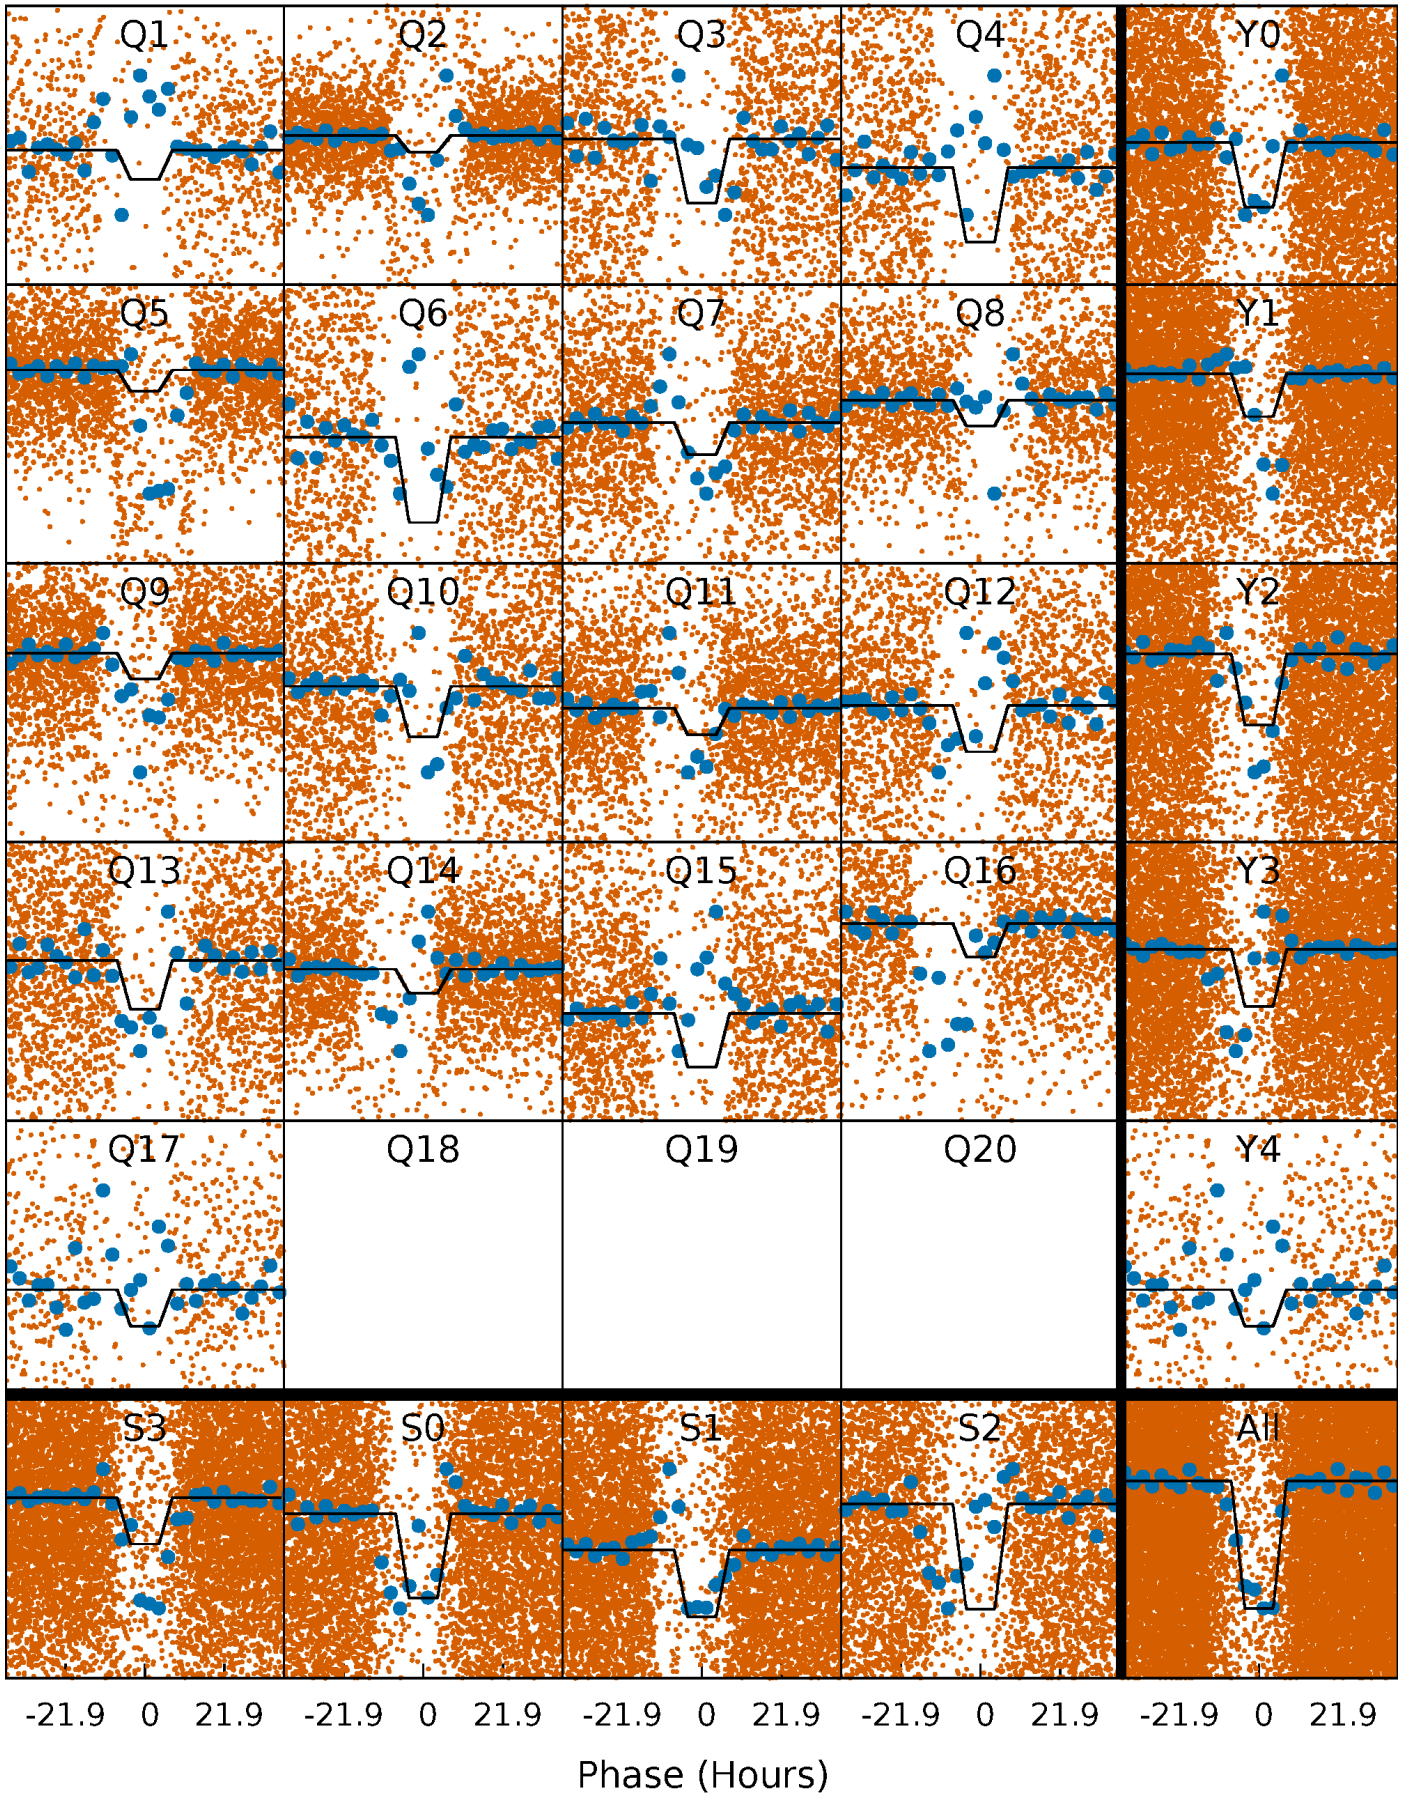 Q1 Q2 Q3 Q4 Y0
Q5 Q6 Q7 Q8 Y1
Q9 Q10 Q11 Q12 Y2
Q13 Q14 Q15 Q16 Y3
Q17 Q18 Q19 Q20 Y4
S3 S0 S1 S2 All
-21.9 0 21.9 -21.9 0 21.9 -21.9 0 21.9 -21.9 0 21.9 -21.9 0 21.9
Phase (Hours)